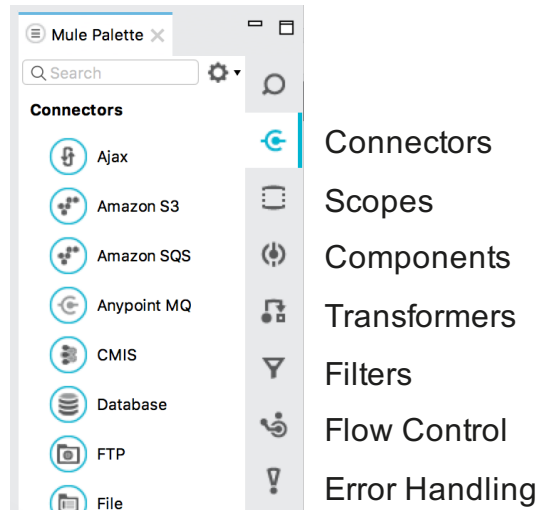 Mule Palette
Search
Connectors
Ajax
Amazon S3
Amazon SQS
Anypoint MQ
CMIS
Database
FTP
File
Connectors
Scopes
Components
Transformers
Filters
Flow Control
Error Handling